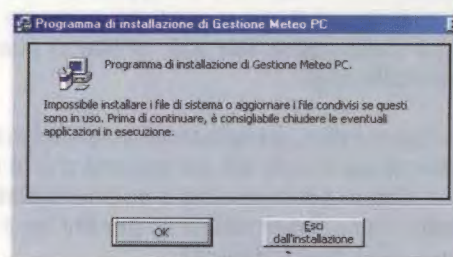 Programma di installazione di Gestione Meteo PC
Programma di installazione di Gestione Meteo PC.
Impossibile installare i file di sistema o aggiornare i file condivisi se questi
sono in uso. Prima di continuare, è consigliabile chiudere le eventuali
applicazioni in esecuzione.
OK
Esci
dall'installazione